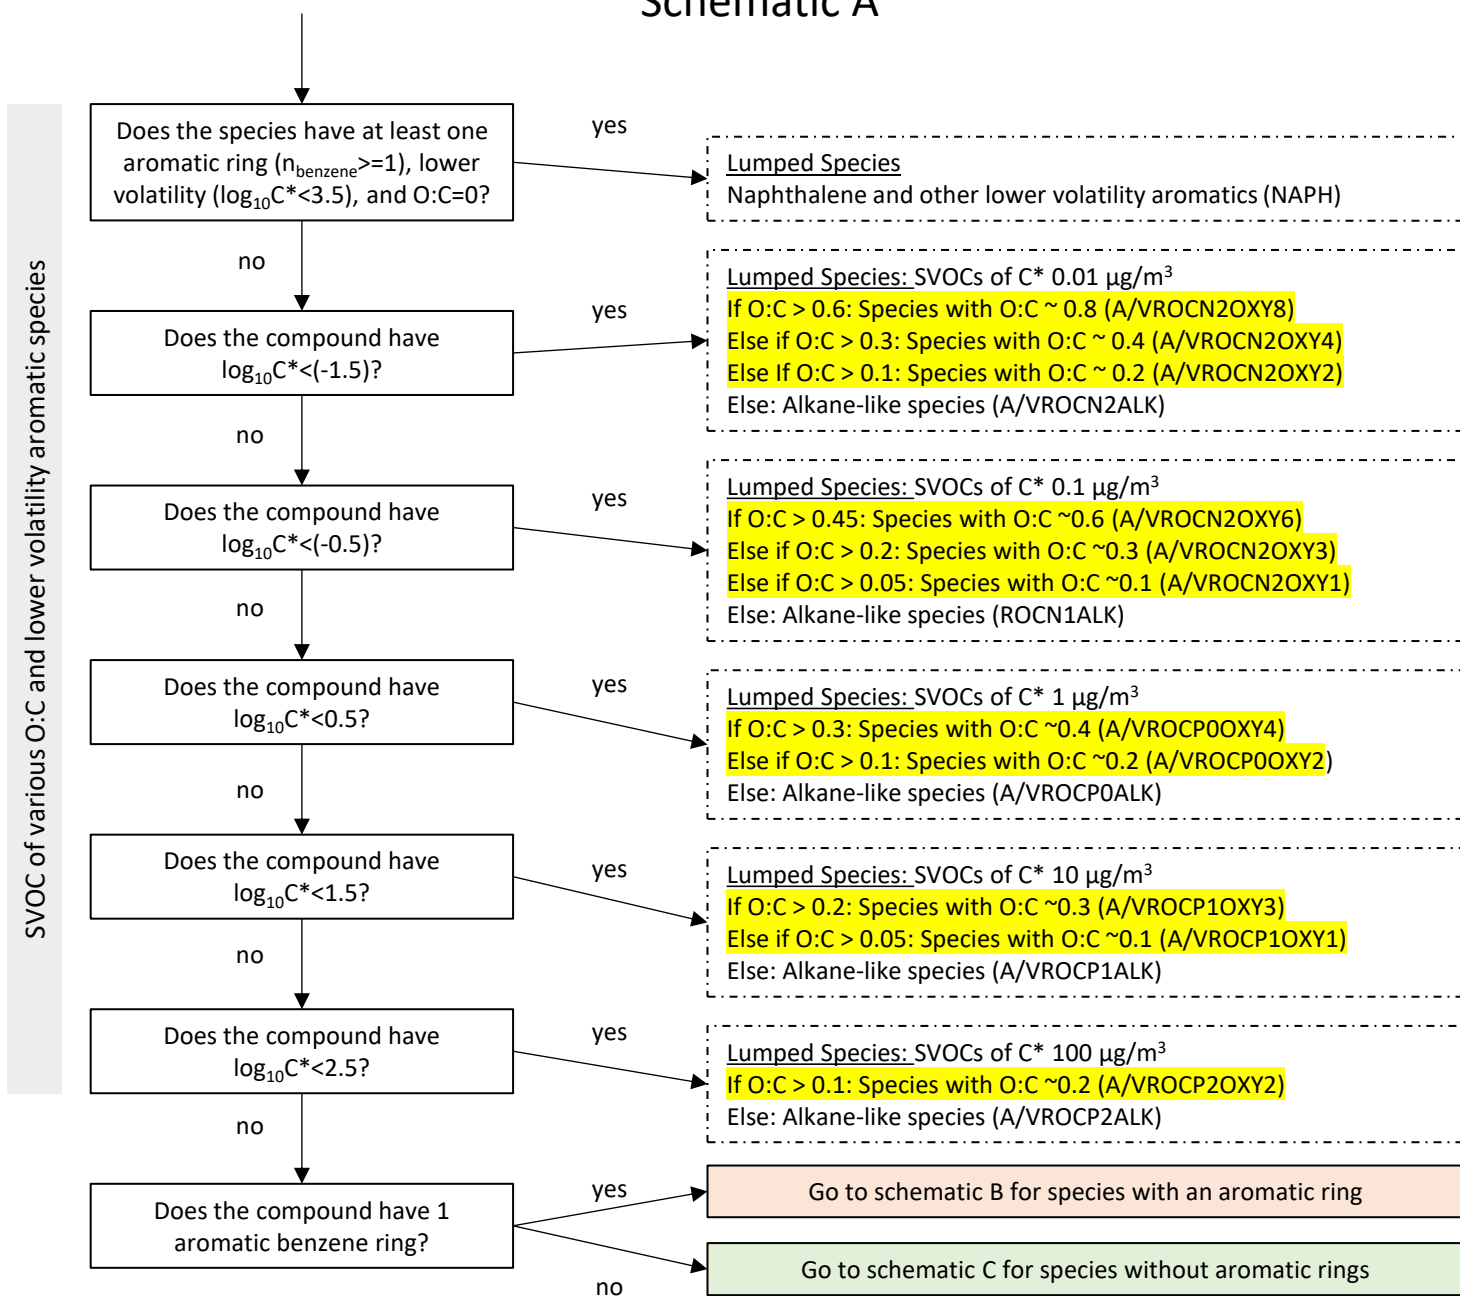 Schematic A
SVOC of various O:C and lower volatility aromatic species
Does the species have at least one
aromatic ring (nbenzene>=1), lower
volatility (log10C*<3.5), and O:C=0?
yes
Lumped Species
Naphthalene and other lower volatility aromatics (NAPH)
no
Does the compound have
log10C*<(-1.5)?
yes
Lumped Species: SVOCs of C* 0.01 µg/m3
If O:C > 0.6: Species with O:C ~ 0.8 (A/VROCN2OXY8)
Else if O:C > 0.3: Species with O:C ~ 0.4 (A/VROCN2OXY4)
Else If O:C > 0.1: Species with O:C ~ 0.2 (A/VROCN2OXY2)
Else: Alkane-like species (A/VROCN2ALK)
no
Does the compound have
log10C*<(-0.5)?
yes
Lumped Species: SVOCs of C* 0.1 µg/m3
If O:C > 0.45: Species with O:C ~0.6 (A/VROCN2OXY6)
Else if O:C > 0.2: Species with O:C ~0.3 (A/VROCN2OXY3)
Else if O:C > 0.05: Species with O:C ~0.1 (A/VROCN2OXY1)
Else: Alkane-like species (ROCN1ALK)
no
Does the compound have
log10C*<0.5?
yes
Lumped Species: SVOCs of C* 1 µg/m3
If O:C > 0.3: Species with O:C ~0.4 (A/VROCP0OXY4)
Else if O:C > 0.1: Species with O:C ~0.2 (A/VROCP0OXY2)
Else: Alkane-like species (A/VROCP0ALK)
no
Does the compound have
log10C*<1.5?
yes
Lumped Species: SVOCs of C* 10 µg/m3
If O:C > 0.2: Species with O:C ~0.3 (A/VROCP1OXY3)
Else if O:C > 0.05: Species with O:C ~0.1 (A/VROCP1OXY1)
Else: Alkane-like species (A/VROCP1ALK)
no
Does the compound have
log10C*<2.5?
yes
Lumped Species: SVOCs of C* 100 µg/m3
If O:C > 0.1: Species with O:C ~0.2 (A/VROCP2OXY2)
Else: Alkane-like species (A/VROCP2ALK)
no
Does the compound have 1
aromatic benzene ring?
yes
Go to schematic B for species with an aromatic ring
no
Go to schematic C for species without aromatic rings